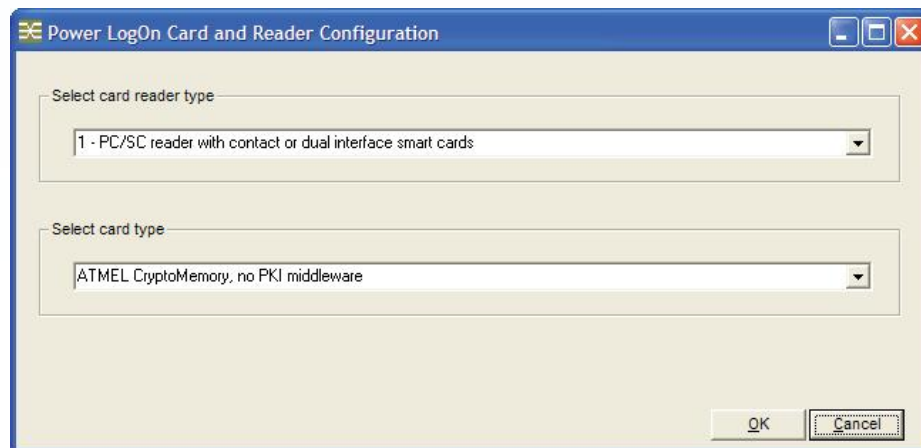 Power LogOn Card and Reader Configuration
Select card reader type
1 - PC/SC reader with contact or dual interface smart cards
Select card type
ATMEL CryptoMemory, no PKI middleware
OK Cancel